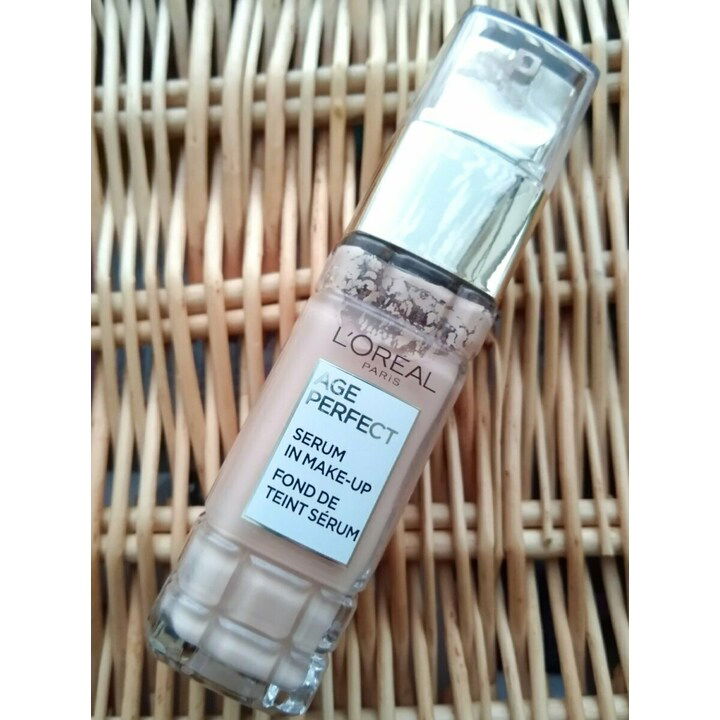 L'ORÉAL
PARIS
AGE
PERFECT
SERUM
IN MAKE-UP
FOND DE
TEINT SÉRUM